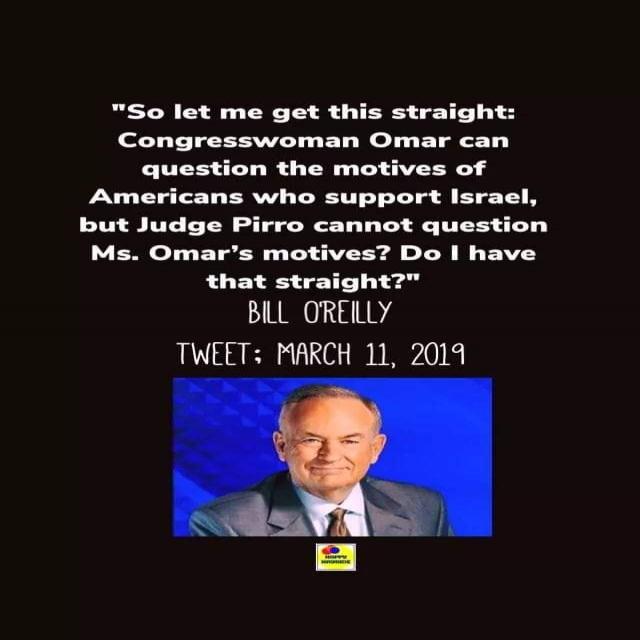 "So let me get this straight:
Congresswoman Omar can
question the motives of
Americans who support Israel,
but Judge Pirro cannot question
Ms. Omar’s motives? Do I have
that straight?"
BILL O'REILLY
TWEET; MARCH 11, 2019